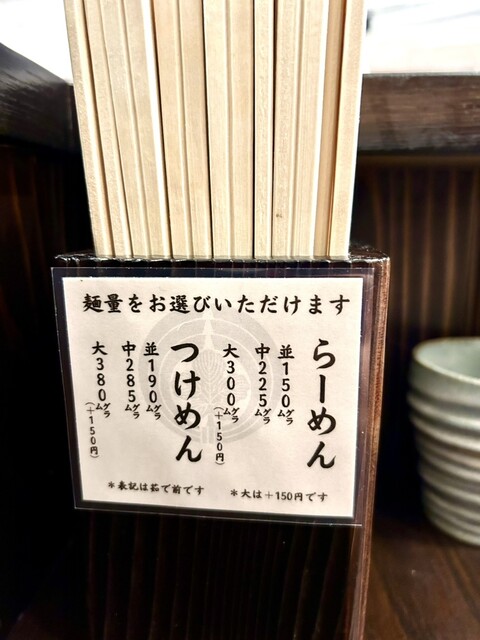 麺量をお選びいただけます
らーめん
並150グラム
中225グラム
大300グラム
(+150円)
つけめん
並190グラム
中285グラム
大380グラム
(+150円)
*大は+150円です
*表記は茹で前です